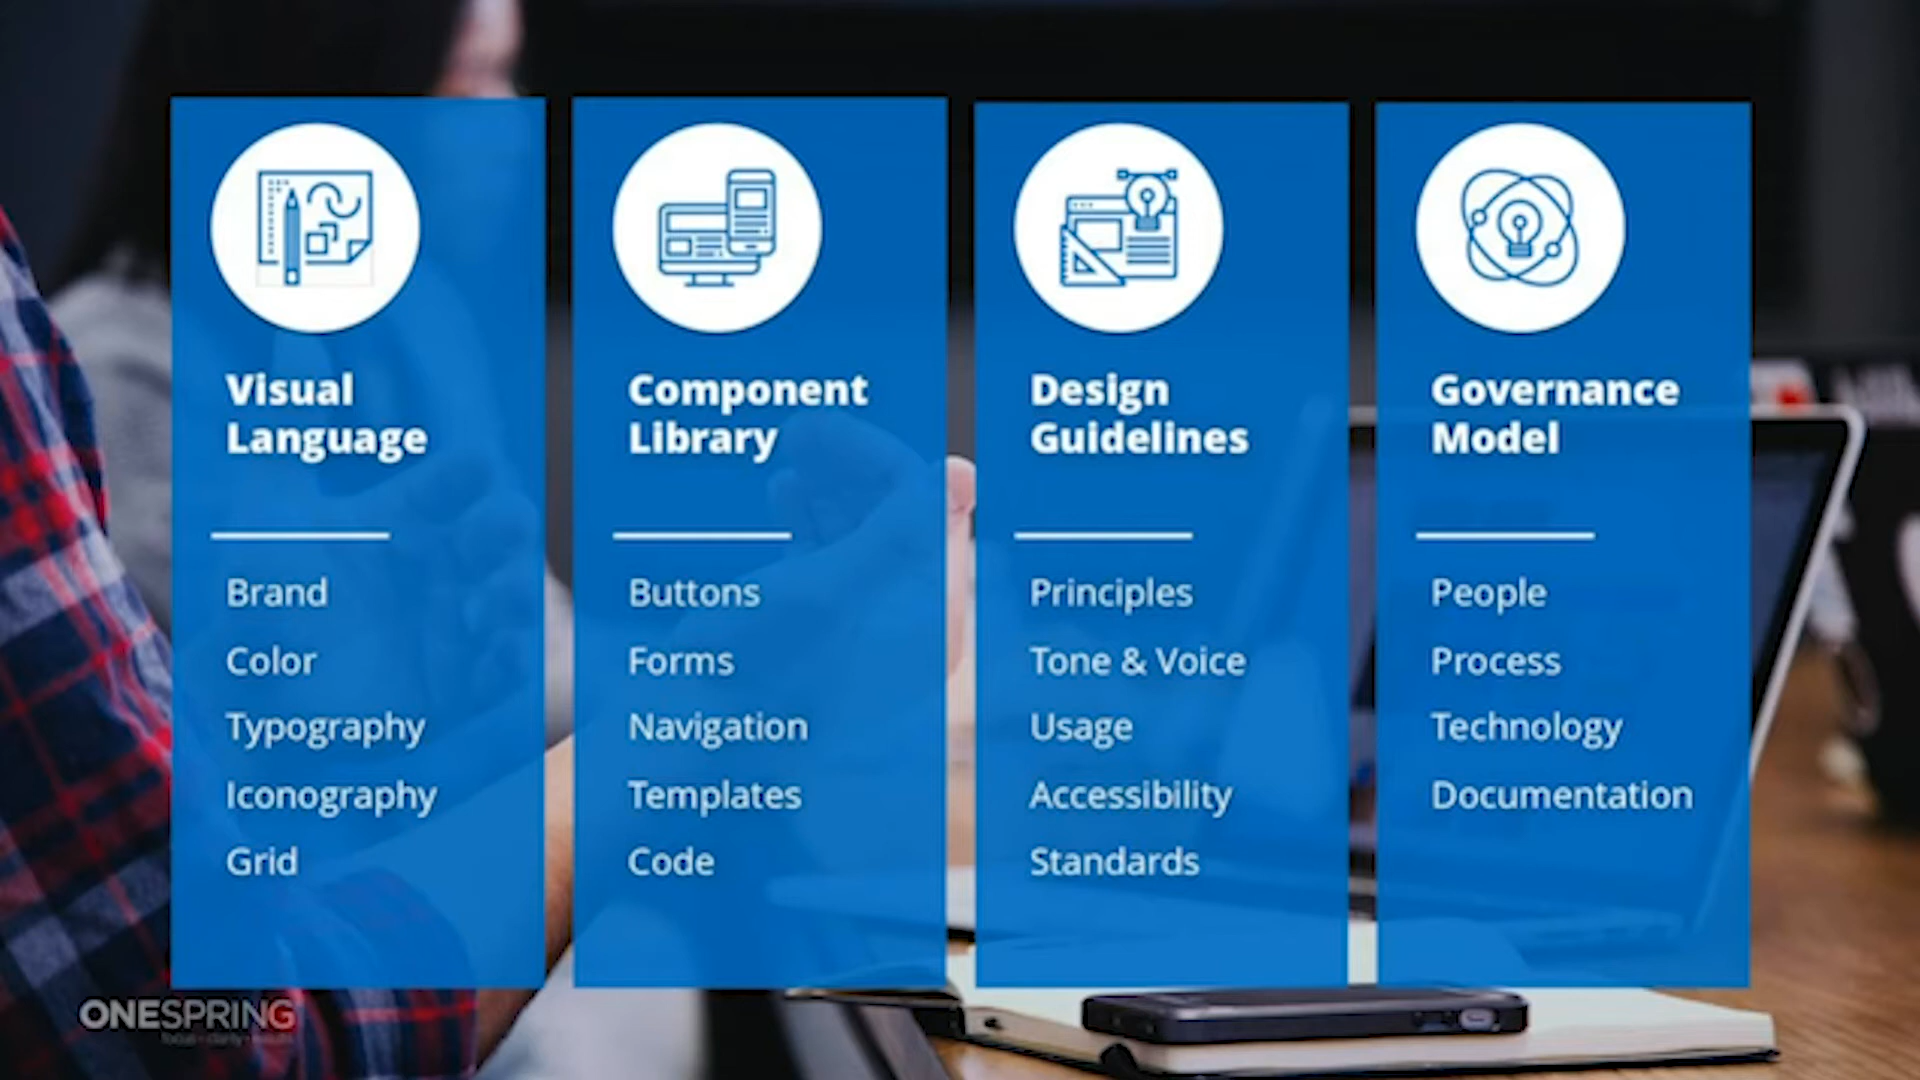 Visual
Language
Brand
Color
Typography
Iconography
Grid
Component
Library
Buttons
Forms
Navigation
Templates
Code
Design
Guidelines
Principles
Tone & Voice
Usage
Accessibility
Standards
Governance
Model
People
Process
Technology
Documentation
ONESPRING